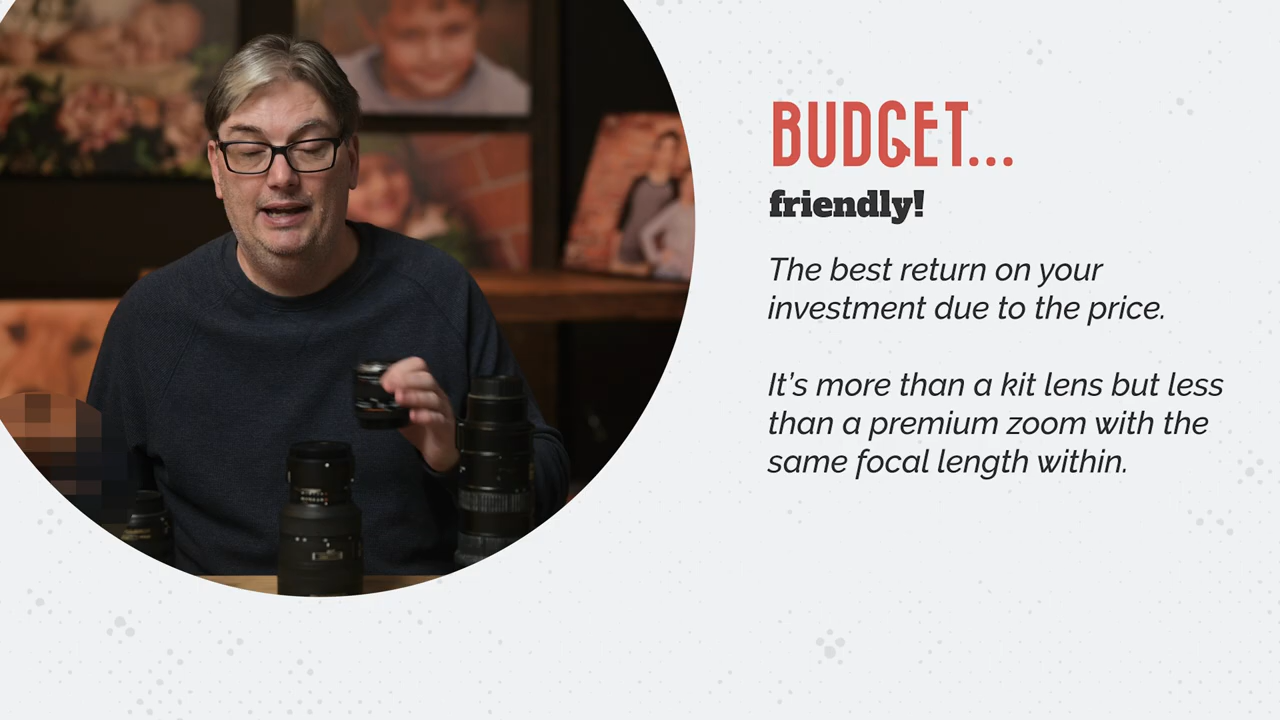 BUDGET...
friendly!
The best return on your
investment due to the price.
It’s more than a kit lens but less
than a premium zoom with the
same focal length within.